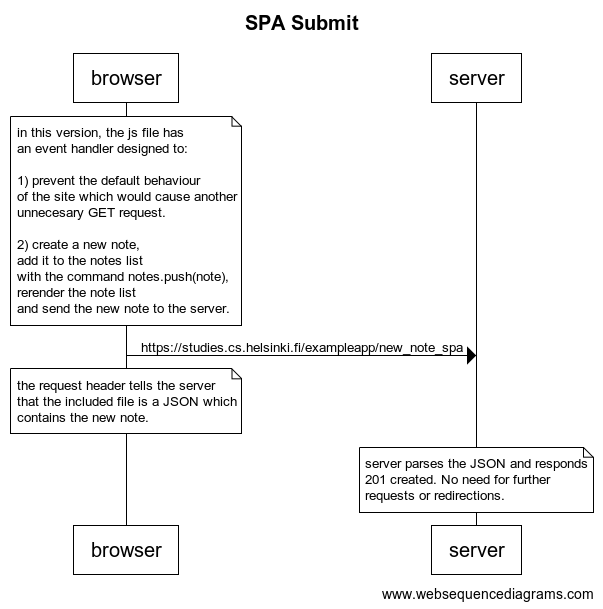 SPA Submit
browser
server
in this version, the js file has
an event handler designed to:
1) prevent the default behaviour
of the site which would cause another
unnecesary GET request.
2) create a new note,
add it to the notes list
with the command notes.push(note),
rerender the note list
and send the new note to the server.
https://studies.cs.helsinki.fi/exampleapp/new_note_spa
the request header tells the server
that the included file is a JSON which
contains the new note.
server parses the JSON and responds
201 created. No need for further
requests or redirections.
browser
server
www.websequencediagrams.com